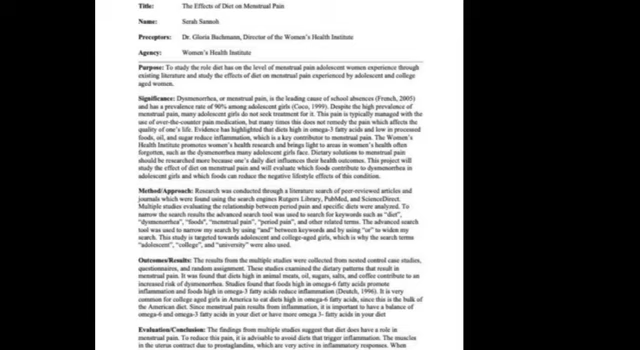 Title: The Effects of Diet on Menstrual Pain
Name: Serah Sannoh
Preceptors: Dr. Gloria Bachmann, Director of the Women's Health Institute
Agency: Women's Health Institute
Purpose: To study the role diet has on the level of menstrual pain adolescent women experience through
existing literature and study the effects of diet on menstrual pain experienced by adolescent and college
aged women.
Significance: Dysmenorrhea, or menstrual pain, is the leading cause of school absences (French, 2005)
and has a prevalence rate of 90% among adolescent girls (Coco, 1999). Despite the high prevalence of
menstrual pain, many adolescent girls do not seek treatment for it. This pain is typically managed with the
use of over-the-counter pain medication, but many times this does not remedy the pain which affects the
quality of one's life. Evidence has highlighted that diets high in omega-3 fatty acids and low in processed
foods, oil, and sugar reduce inflammation, which is a key contributor to menstrual pain. The Women's
Health Institute promotes women's health research and brings light to areas in women's health often
forgotten, such as the dysmenorrhea many adolescent girls face. Dietary solutions to menstrual pain
should be researched more because one's daily diet influences their health outcomes. This project will
study the effect of diet on menstrual pain and will evaluate which foods contribute to dysmenorrhea in
adolescent girls and which foods can reduce the negative lifestyle effects of this condition.
Method/Approach: Research was conducted through a literature search of peer-reviewed articles and
journals which were found using the search engines Rutgers Library, PubMed, and ScienceDirect.
Multiple studies evaluating the relationship between period pain and specific diets were analyzed. To
narrow the search results the advanced search tool was used to search for keywords such as "diet",
"dysmenorrhea", "foods", "menstrual pain", "period pain", and other related terms. The advanced search
tool was used to narrow my search by using "and" between keywords and by using "or" to widen my
search. This study is targeted towards adolescent and college-aged girls, which is why the search terms
"adolescent", "college", and "university" were also used.
Outcomes/Results: The results from the multiple studies were collected from nested control case studies,
questionnaires, and random assignment. These studies examined the dietary patterns that result in
menstrual pain. It was found that diets high in animal meats, oil, sugars, salts, and coffee contribute to an
increased risk of dysmenorrhea. Studies found that foods high in omega-6 fatty acids promote
inflammation and foods high in omega-3 fatty acids reduce inflammation (Deutch, 1996). It is very
common for college aged girls in America to eat diets high in omega-6 fatty acids, since this is the bulk of
the American diet. Since menstrual pain results from inflammation, it is important to have a balance of
omega-6 and omega-3 fatty acids in your diet or have more omega 3- fatty acids in your diet
Evaluation/Conclusion: The findings from multiple studies suggest that diet does have a role in
menstrual pain. To reduce this pain, it is advisable to avoid diets that trigger inflammation. The muscles
in the uterus contract due to prostaglandins, which are very active in inflammatory responses. When